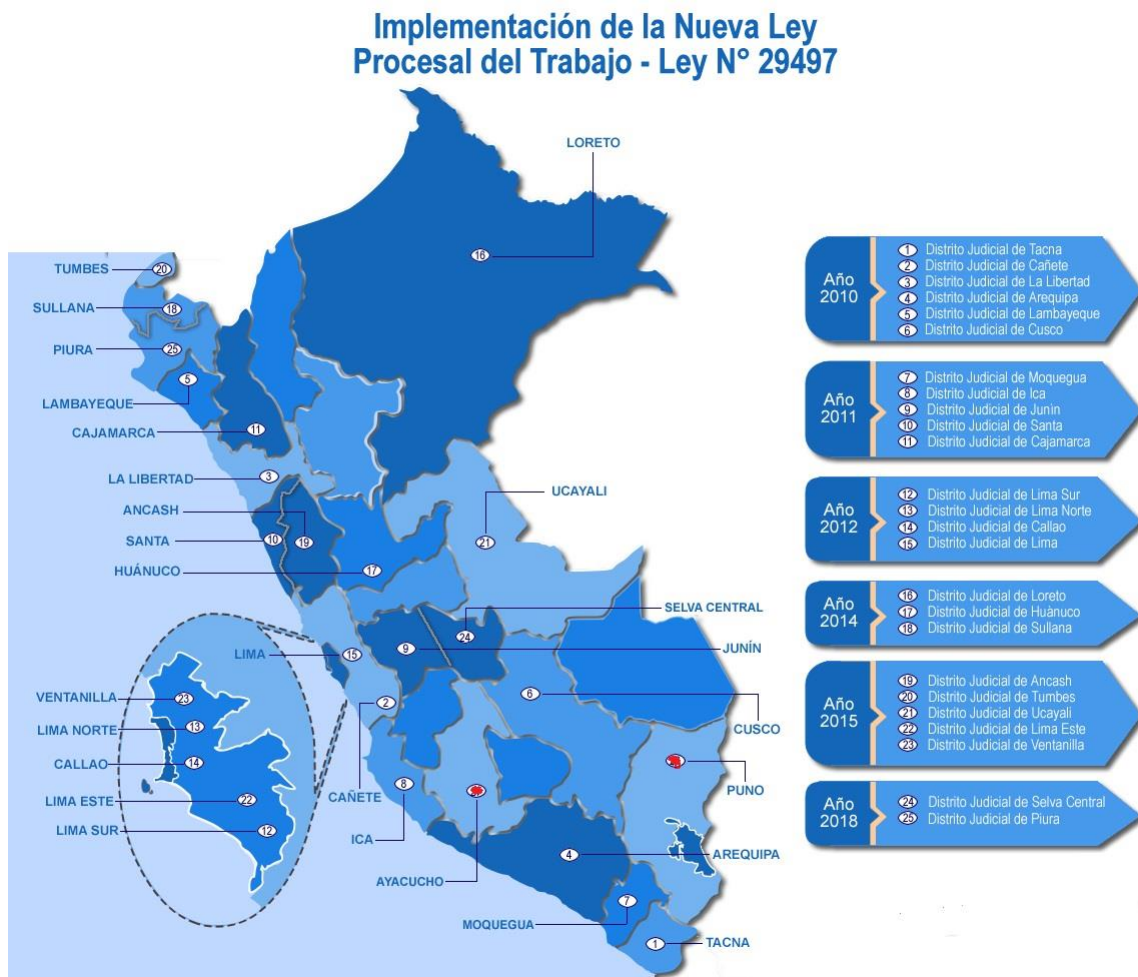 Implementación de la Nueva Ley
Procesal del Trabajo - Ley N° 29497
LORETO
16
TUMBES
20
SULLANA
18
PIURA
25
LAMBAYEQUE
5
CAJAMARCA
11
LA LIBERTAD
3
ANCASH
19
SANTA
10
HUÁNUCO
17
UCAYALI
21
SELVA CENTRAL
24
JUNÍN
9
LIMA
15
CUSCO
6
CAÑETE
2
PUNO
ICA
8
AYACUCHO
AREQUIPA
4
MOQUEGUA
7
TACNA
1
VENTANILLA
23
LIMA NORTE
13
CALLAO
14
LIMA ESTE
22
LIMA SUR
12
Año
2010
1 Distrito Judicial de Tacna
2 Distrito Judicial de Cañete
3 Distrito Judicial de La Libertad
4 Distrito Judicial de Arequipa
5 Distrito Judicial de Lambayeque
6 Distrito Judicial de Cusco
Año
2011
7 Distrito Judicial de Moquegua
8 Distrito Judicial de Ica
9 Distrito Judicial de Junìn
10 Distrito Judicial de Santa
11 Distrito Judicial de Cajamarca
Año
2012
12 Distrito Judicial de Lima Sur
13 Distrito Judicial de Lima Norte
14 Distrito Judicial de Callao
15 Distrito Judicial de Lima
Año
2014
16 Distrito Judicial de Loreto
17 Distrito Judicial de Huànuco
18 Distrito Judicial de Sullana
Año
2015
19 Distrito Judicial de Ancash
20 Distrito Judicial de Tumbes
21 Distrito Judicial de Ucayali
22 Distrito Judicial de Lima Este
23 Distrito Judicial de Ventanilla
Año
2018
24 Distrito Judicial de Selva Central
25 Distrito Judicial de Piura